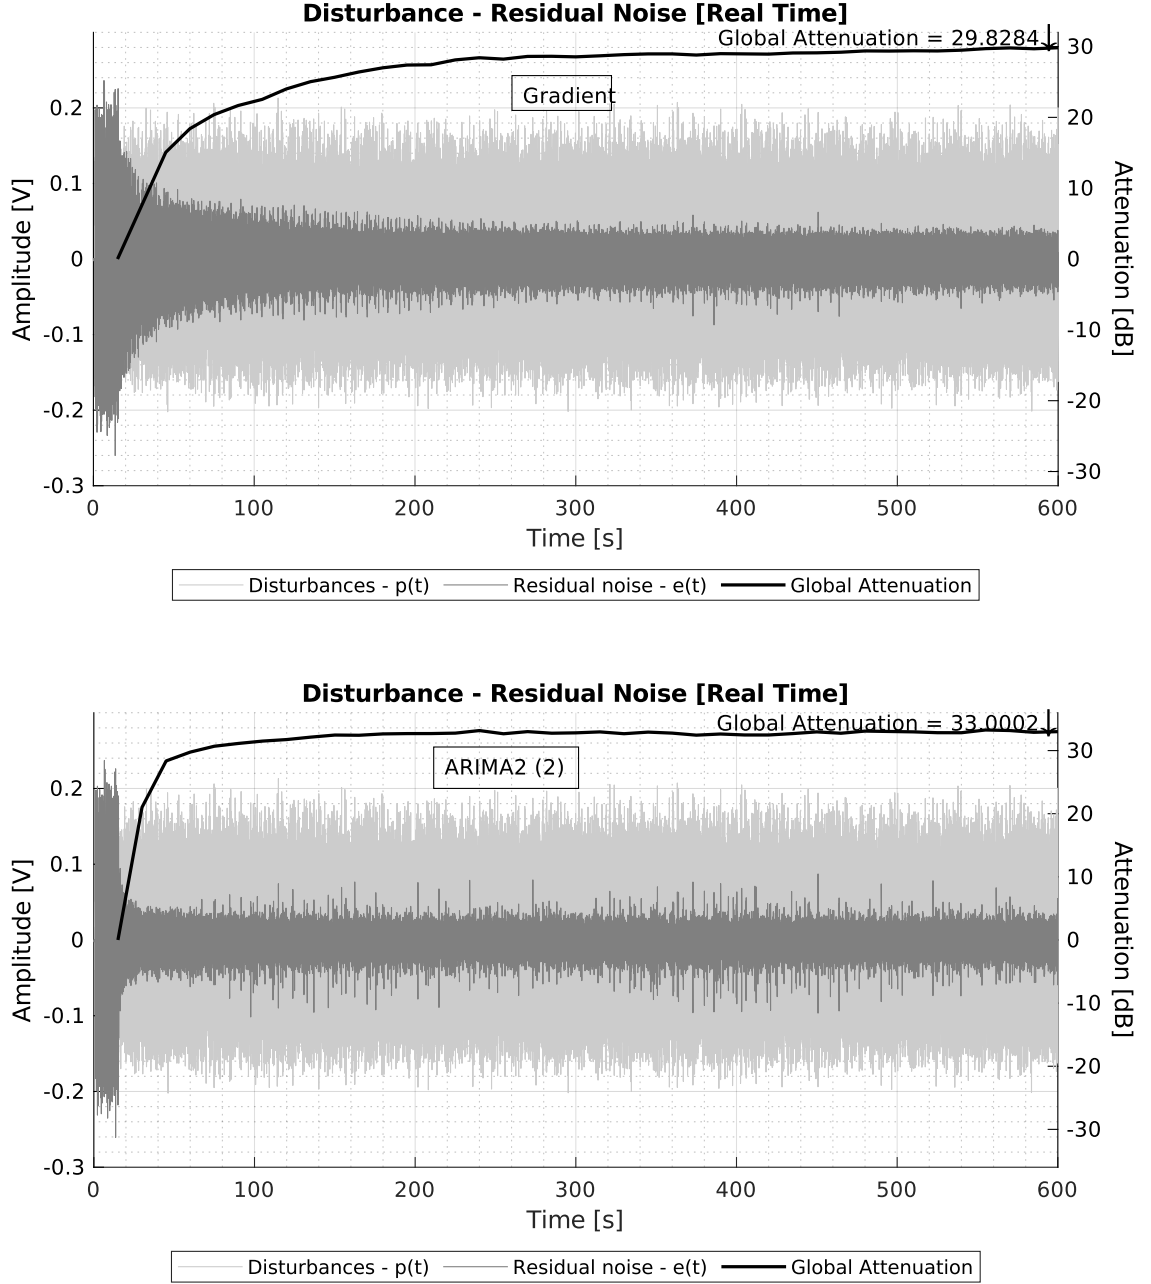 Disturbance - Residual Noise [Real Time]
Global Attenuation = 29.8284
Gradient
Amplitude [V]
0.2
0.1
0
-0.1
-0.2
-0.3
30
20
10
0
-10
-20
-30
Attenuation [dB]
0 100 200 300 400 500 600
Time [s]
Disturbances - p(t) Residual noise - e(t) Global Attenuation
Disturbance - Residual Noise [Real Time]
Global Attenuation = 33.0002
ARIMA2 (2)
Amplitude [V]
0.2
0.1
0
-0.1
-0.2
-0.3
30
20
10
0
-10
-20
-30
Attenuation [dB]
0 100 200 300 400 500 600
Time [s]
Disturbances - p(t) Residual noise - e(t) Global Attenuation